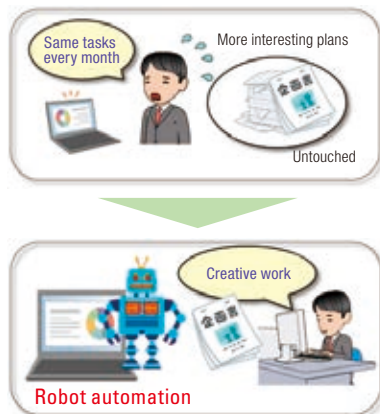 Same tasks
every month
More interesting plans
企画書
Untouched
Creative work
企画書
Robot automation